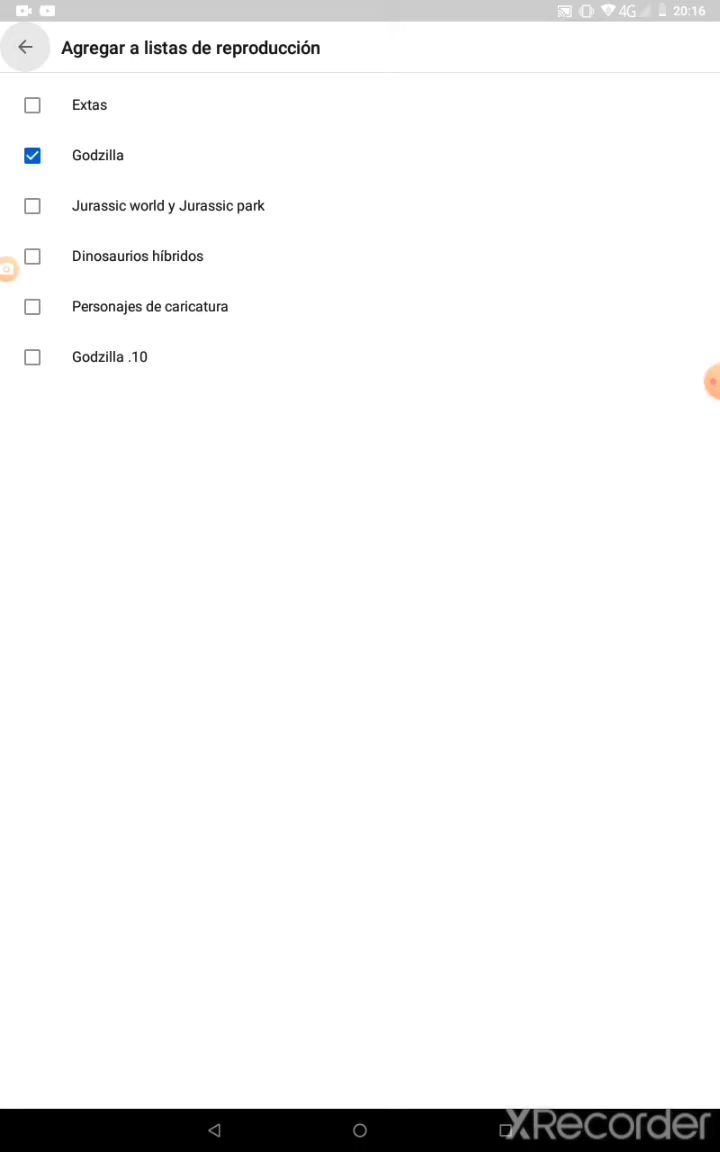 4G 20:16
Agregar a listas de reproducción
Extas
Godzilla
Jurassic world y Jurassic park
Dinosaurios híbridos
Personajes de caricatura
Godzilla .10
XRecorder